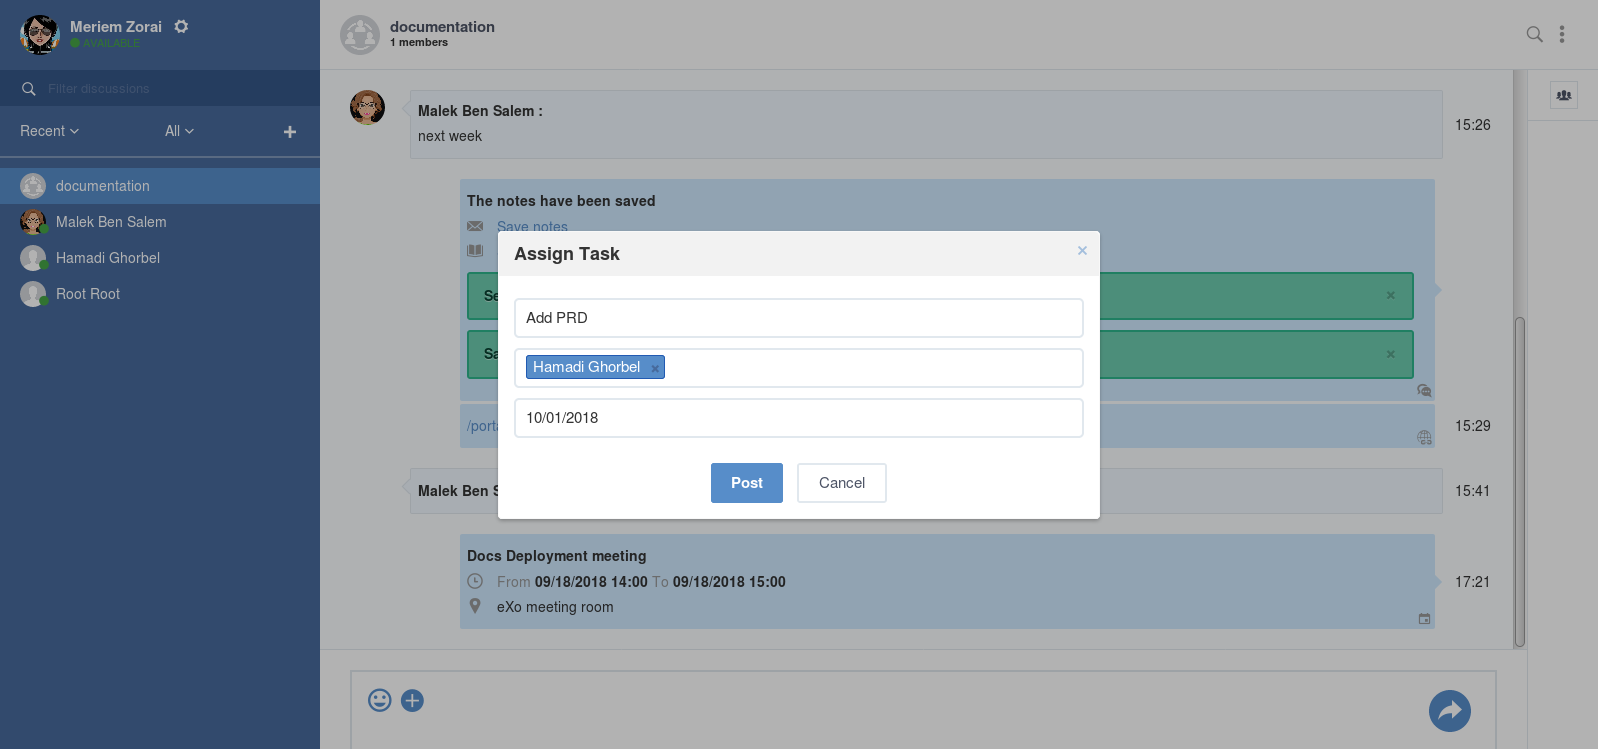 Meriem Zorai
AVAILABLE
Filter discussions
Recent
All
documentation
Malek Ben Salem
Hamadi Ghorbel
Root Root
documentation
1 members
Malek Ben Salem :
next week
15:26
The notes have been saved
Save notes
Assign Task
×
Add PRD
Hamadi Ghorbel ×
10/01/2018
Post
Cancel
15:29
Malek Ben S
15:41
Docs Deployment meeting
From 09/18/2018 14:00 To 09/18/2018 15:00
eXo meeting room
17:21